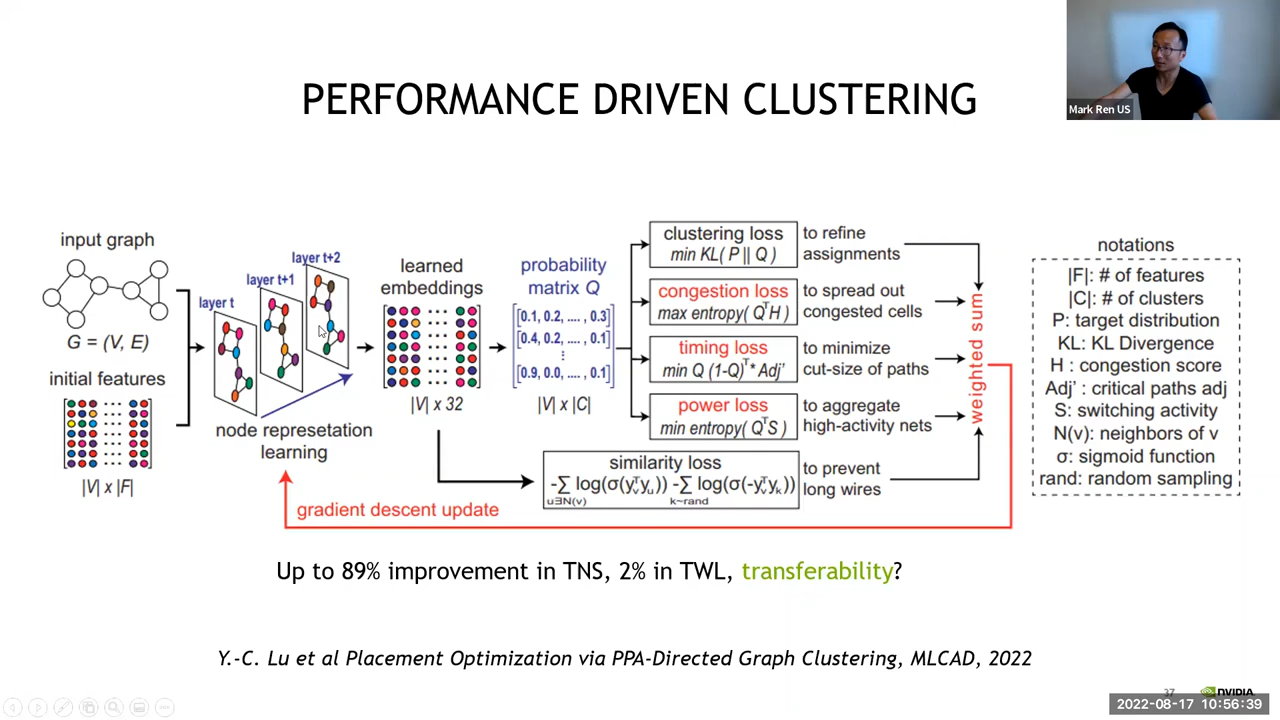 PERFORMANCE DRIVEN CLUSTERING
Mark Ren US
input graph
G = (V, E)
initial features
|V| x |F|
layer t
layer t+1
layer t+2
node represetation
learning
learned
embeddings
|V| x 32
probability
matrix Q
[0.1, 0.2, .... , 0.3]
[0.4, 0.2, .... , 0.1]
⋮
[0.9, 0.0, .... , 0.1]
|V| x |C|
clustering loss
min KL( P || Q )
to refine
assignments
congestion loss
max entropy( QᵀH )
to spread out
congested cells
timing loss
min Q (1-Q)ᵀ* Adj'
to minimize
cut-size of paths
power loss
min entropy( QᵀS )
to aggregate
high-activity nets
similarity loss
-∑ log(σ(yᵥᵀyᵤ)) -∑ log(σ(-yᵥᵀyₖ))
u∃N(v) k~rand
to prevent
long wires
weighted sum
gradient descent update
notations
|F|: # of features
|C|: # of clusters
P: target distribution
KL: KL Divergence
H : congestion score
Adj' : critical paths adj
S: switching activity
N(v): neighbors of v
σ: sigmoid function
rand: random sampling
Up to 89% improvement in TNS, 2% in TWL, transferability?
Y.-C. Lu et al Placement Optimization via PPA-Directed Graph Clustering, MLCAD, 2022
37
NVIDIA.
2022-08-17 10:56:39